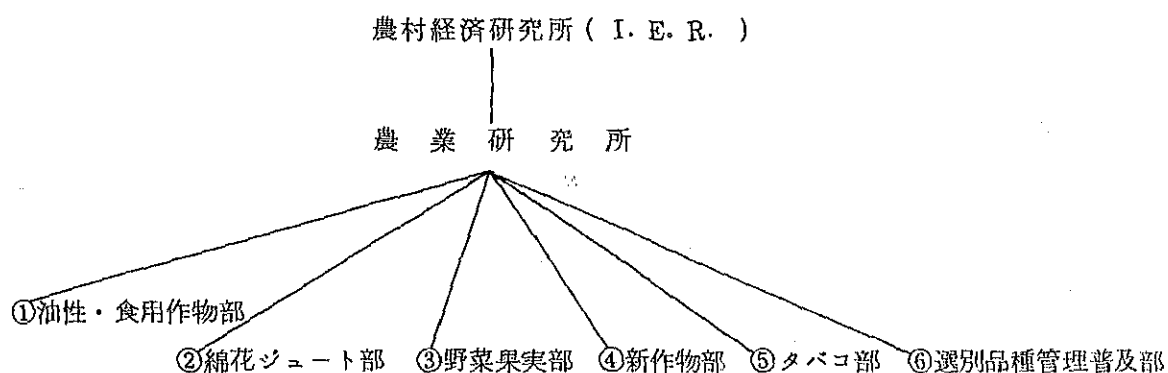 農村経済研究所 ( I. E. R. )
農業研究所
①油性・食用作物部
②綿花ジュート部 ③野菜果実部 ④新作物部 ⑤タバコ部 ⑥選別品種管理普及部